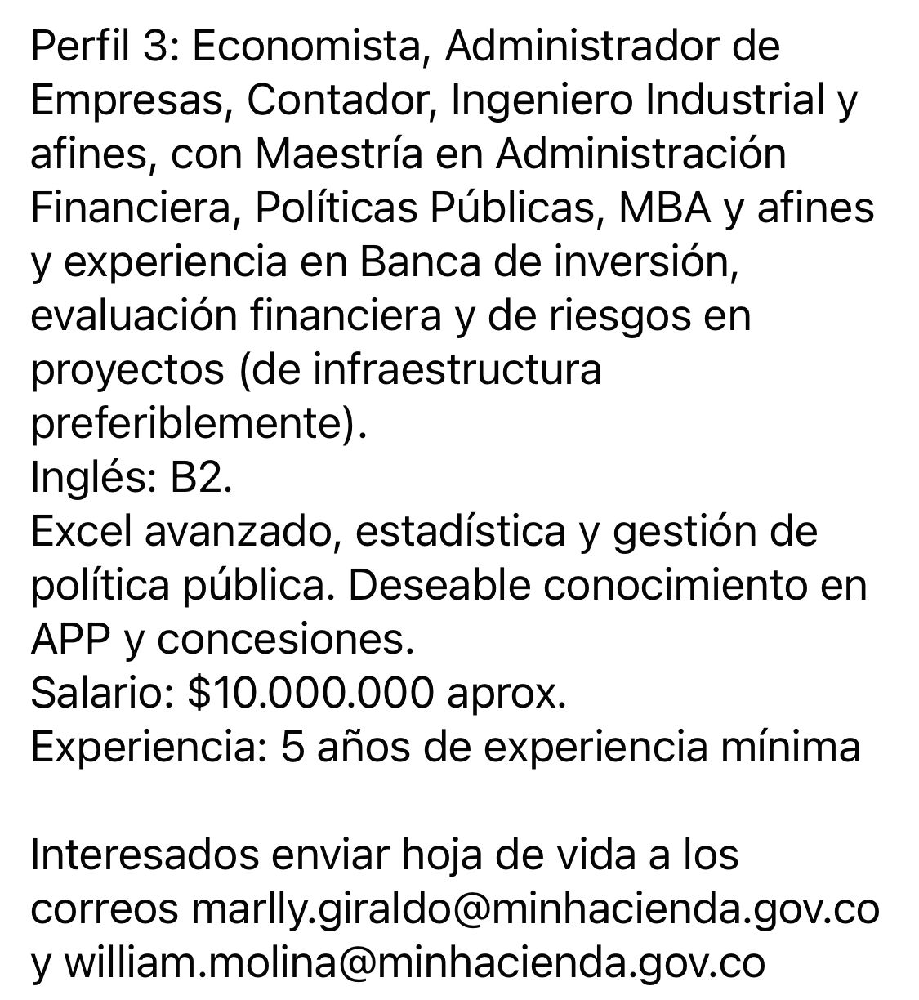 Perfil 3: Economista, Administrador de
Empresas, Contador, Ingeniero Industrial y
afines, con Maestría en Administración
Financiera, Políticas Públicas, MBA y afines
y experiencia en Banca de inversión,
evaluación financiera y de riesgos en
proyectos (de infraestructura
preferiblemente).
Inglés: B2.
Excel avanzado, estadística y gestión de
política pública. Deseable conocimiento en
APP y concesiones.
Salario: $10.000.000 aprox.
Experiencia: 5 años de experiencia mínima
Interesados enviar hoja de vida a los
correos marlly.giraldo@minhacienda.gov.co
y william.molina@minhacienda.gov.co